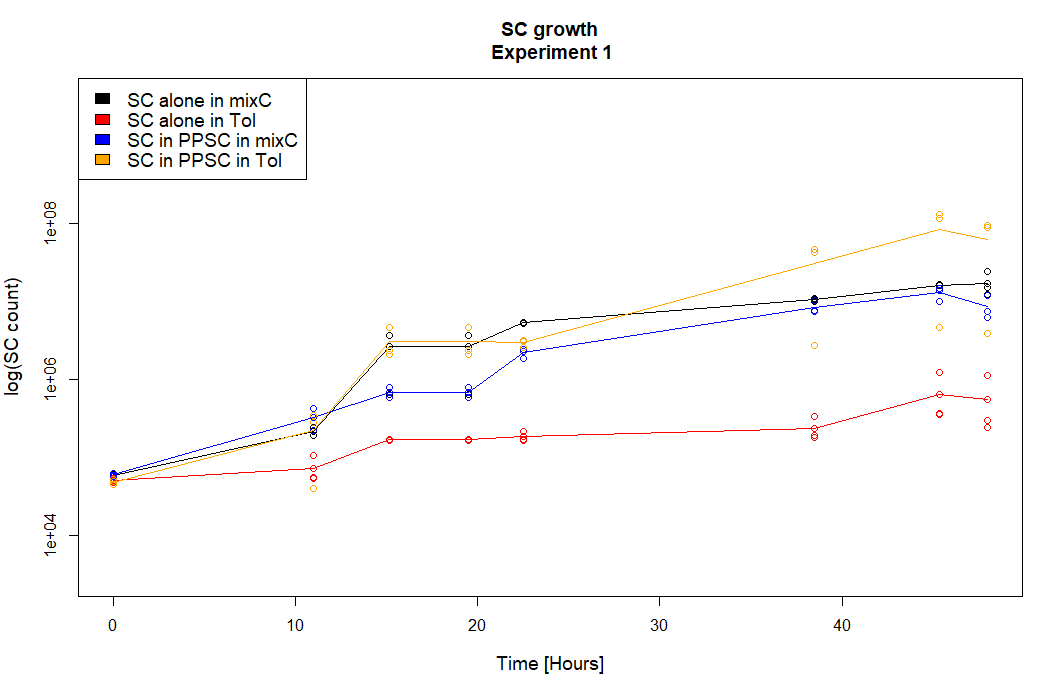 SC growth
Experiment 1
SC alone in mixC
SC alone in Tol
SC in PPSC in mixC
SC in PPSC in Tol
log(SC count)
1e+08
1e+06
1e+04
0 10 20 30 40
Time [Hours]